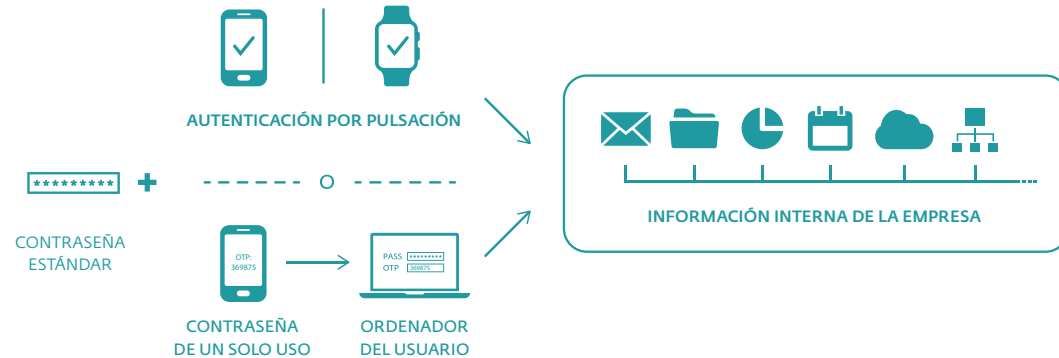 AUTENTICACIÓN POR PULSACIÓN
*********
O
CONTRASEÑA
ESTÁNDAR
OTP:
369875
PASS *********
OTP 369875
CONTRASEÑA
DE UN SOLO USO
ORDENADOR
DEL USUARIO
INFORMACIÓN INTERNA DE LA EMPRESA